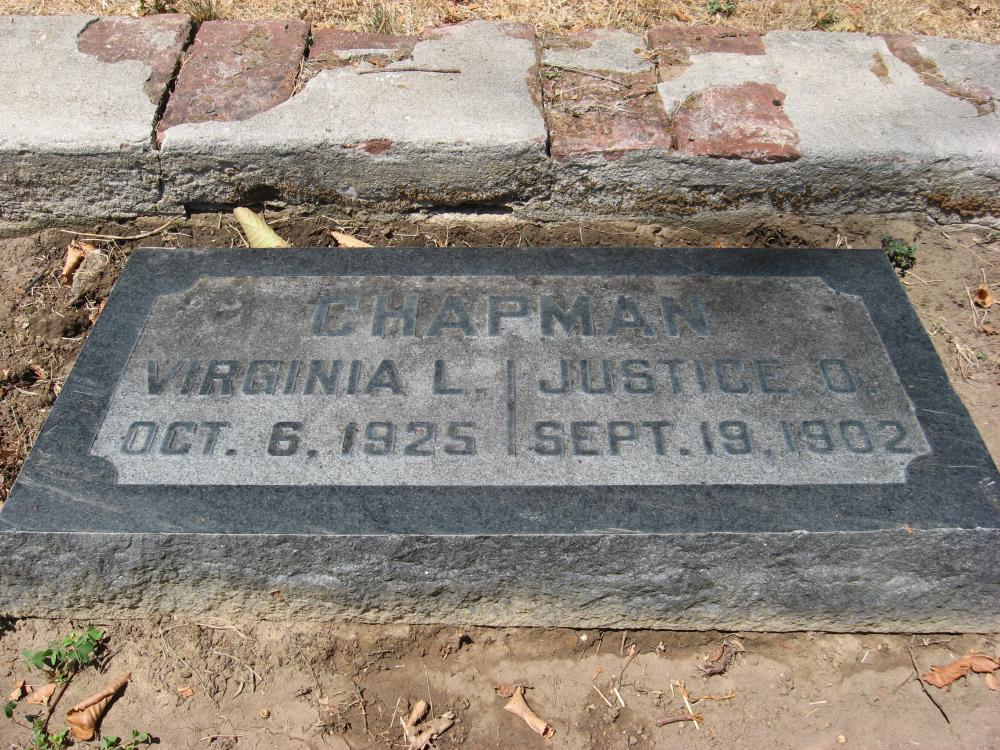 CHAPMAN
VIRGINIA L.
OCT. 6, 1925
JUSTICE O.
SEPT. 19, 1902